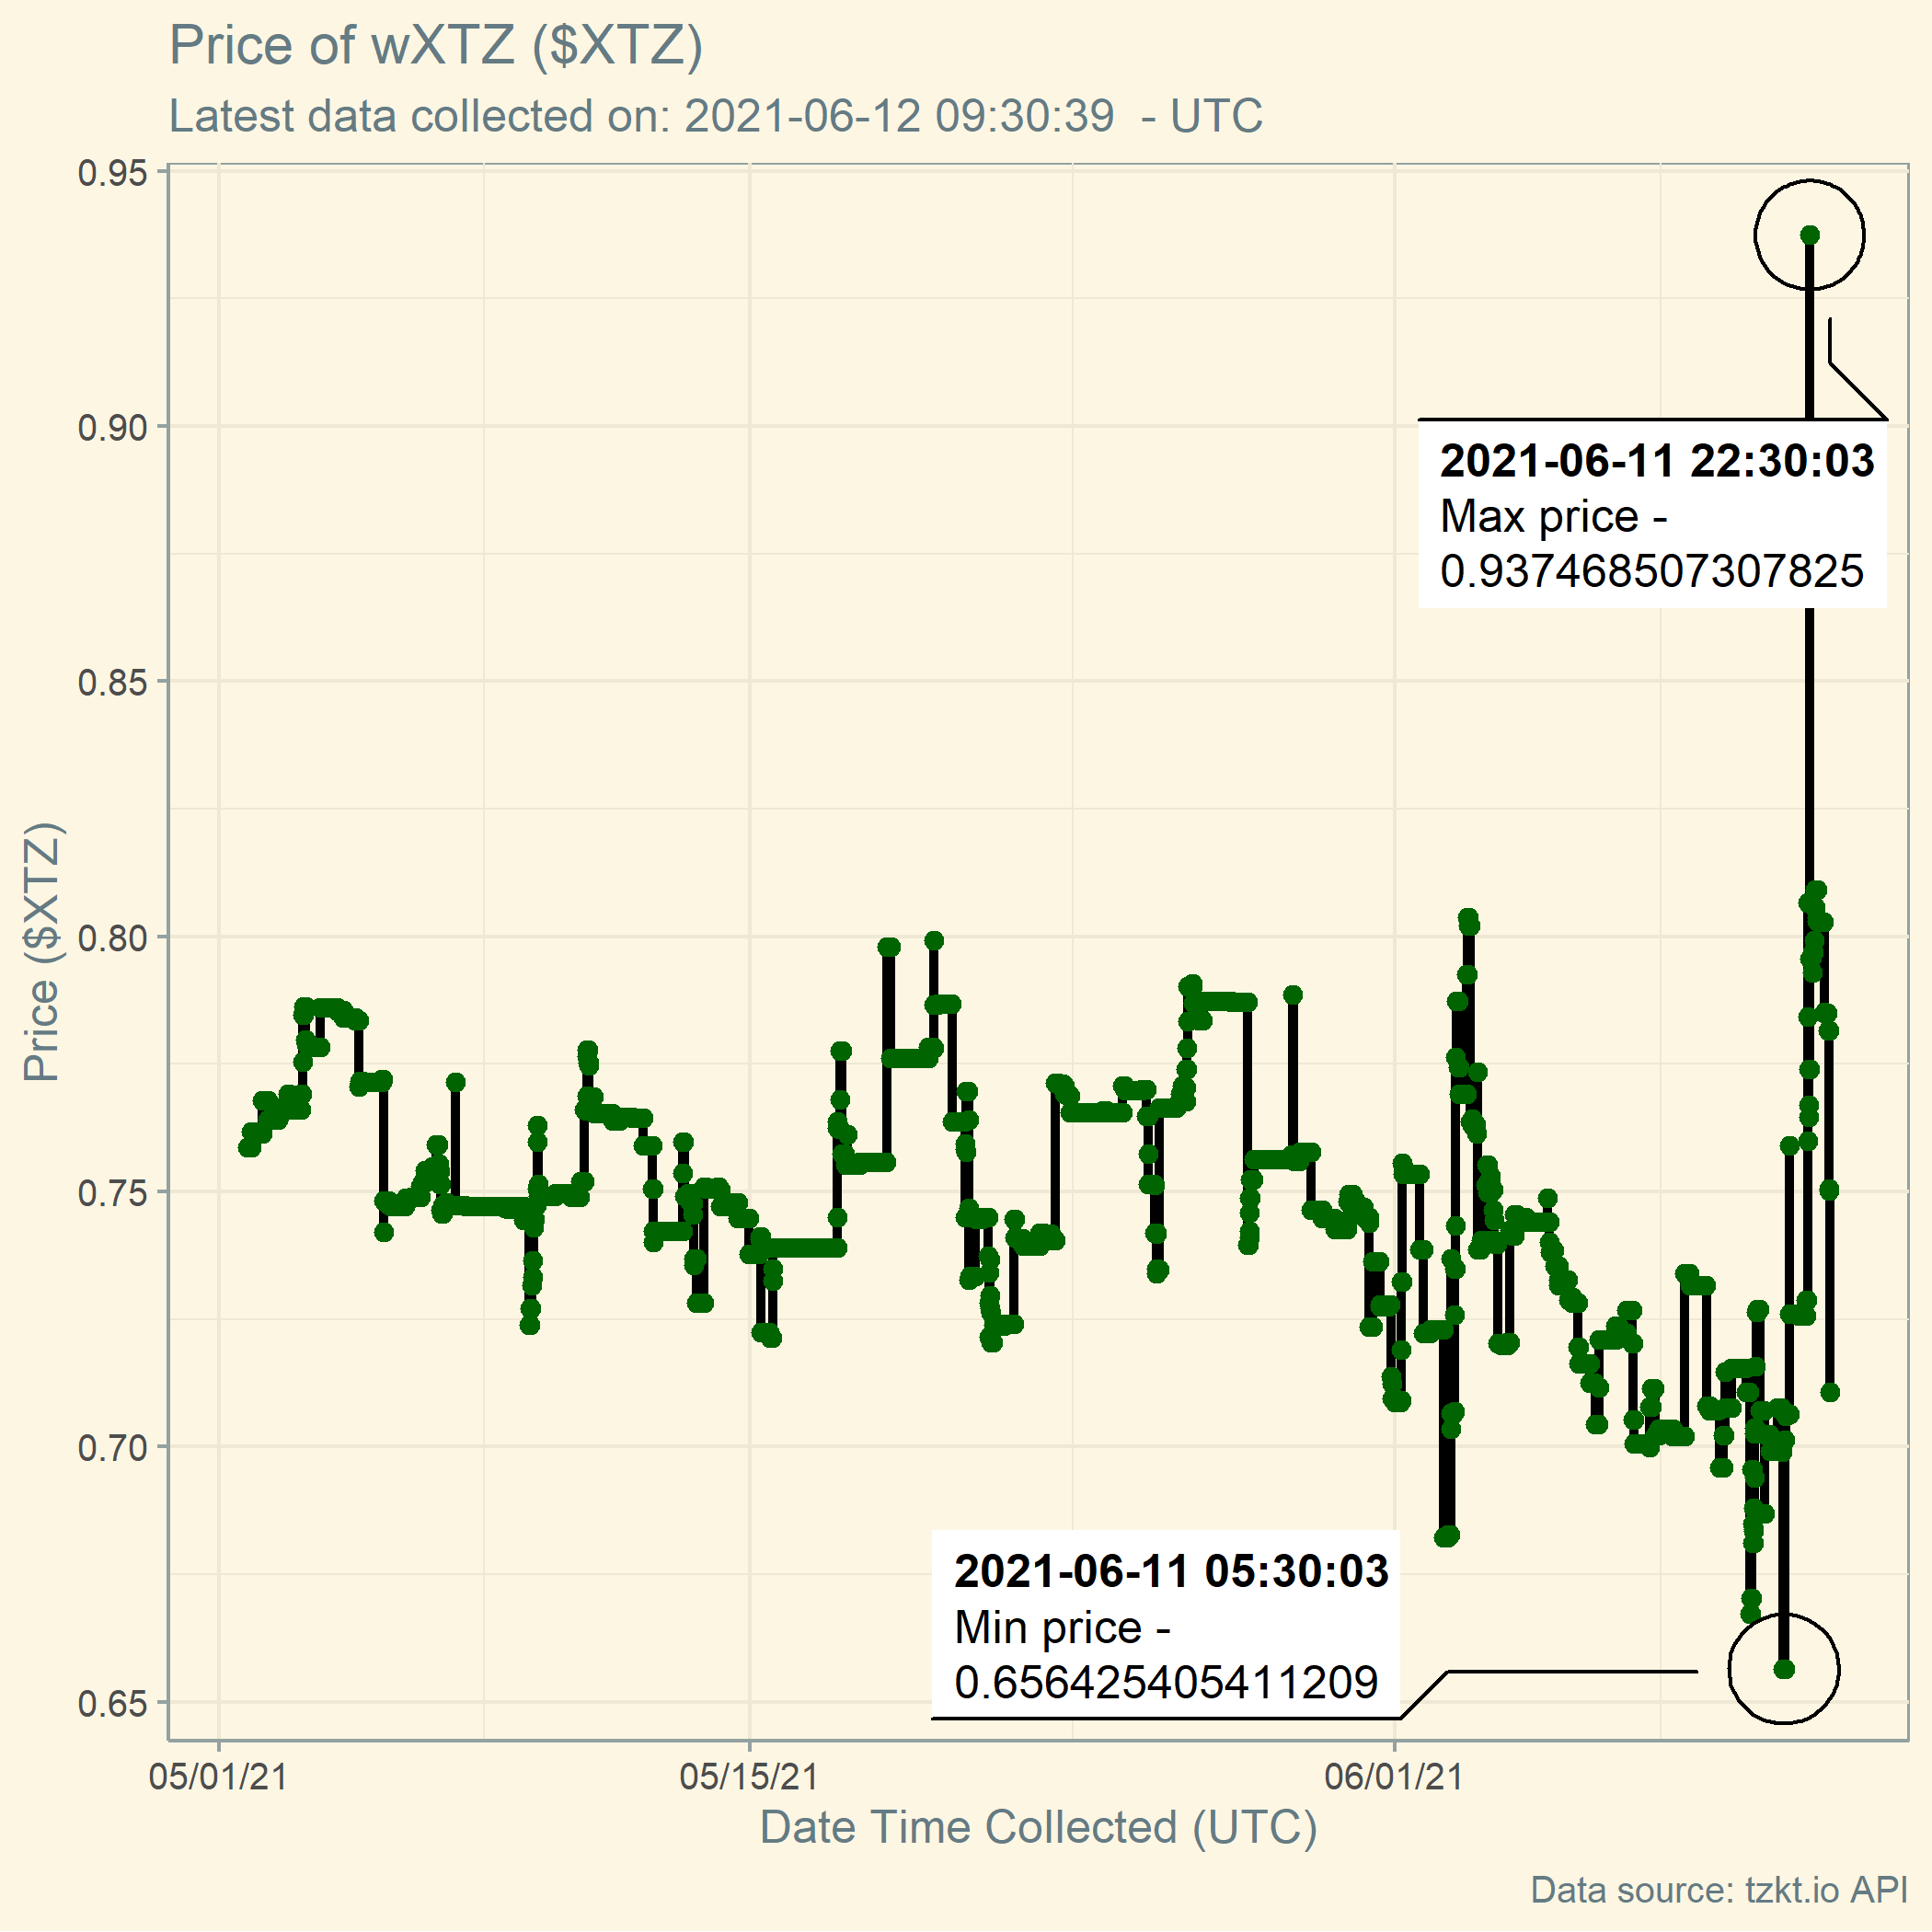 Price of wXTZ ($XTZ)
Latest data collected on: 2021-06-12 09:30:39  - UTC
0.95
0.90
0.85
0.80
0.75
0.70
0.65
Price ($XTZ)
2021-06-11 22:30:03
Max price -
0.937468507307825
2021-06-11 05:30:03
Min price -
0.656425405411209
05/01/21
05/15/21
06/01/21
Date Time Collected (UTC)
Data source: tzkt.io API